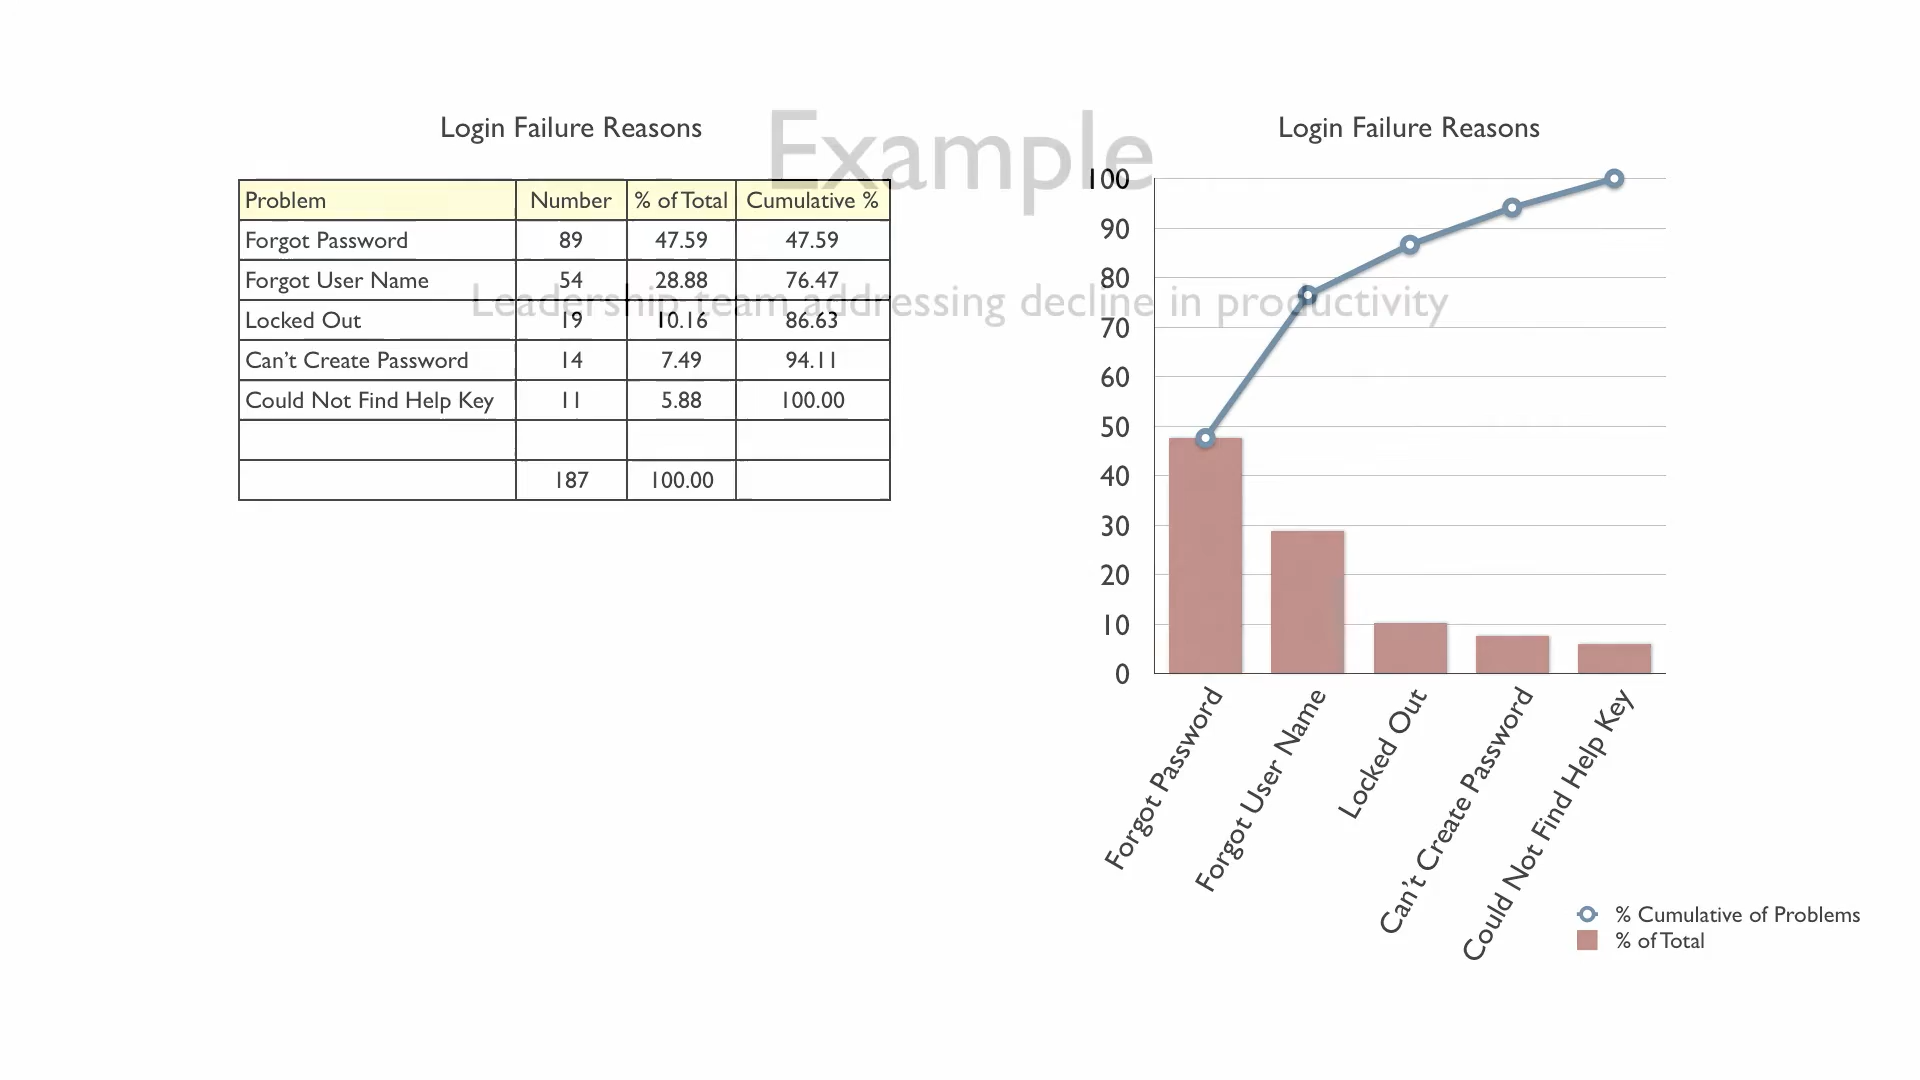 Example
Leadership team addressing decline in productivity
Login Failure Reasons
Problem Number % of Total Cumulative %
Forgot Password 89 47.59 47.59
Forgot User Name 54 28.88 76.47
Locked Out 19 10.16 86.63
Can’t Create Password 14 7.49 94.11
Could Not Find Help Key 11 5.88 100.00
187 100.00
Login Failure Reasons
100
90
80
70
60
50
40
30
20
10
0
Forgot Password
Forgot User Name
Locked Out
Can’t Create Password
Could Not Find Help Key
% Cumulative of Problems
% of Total